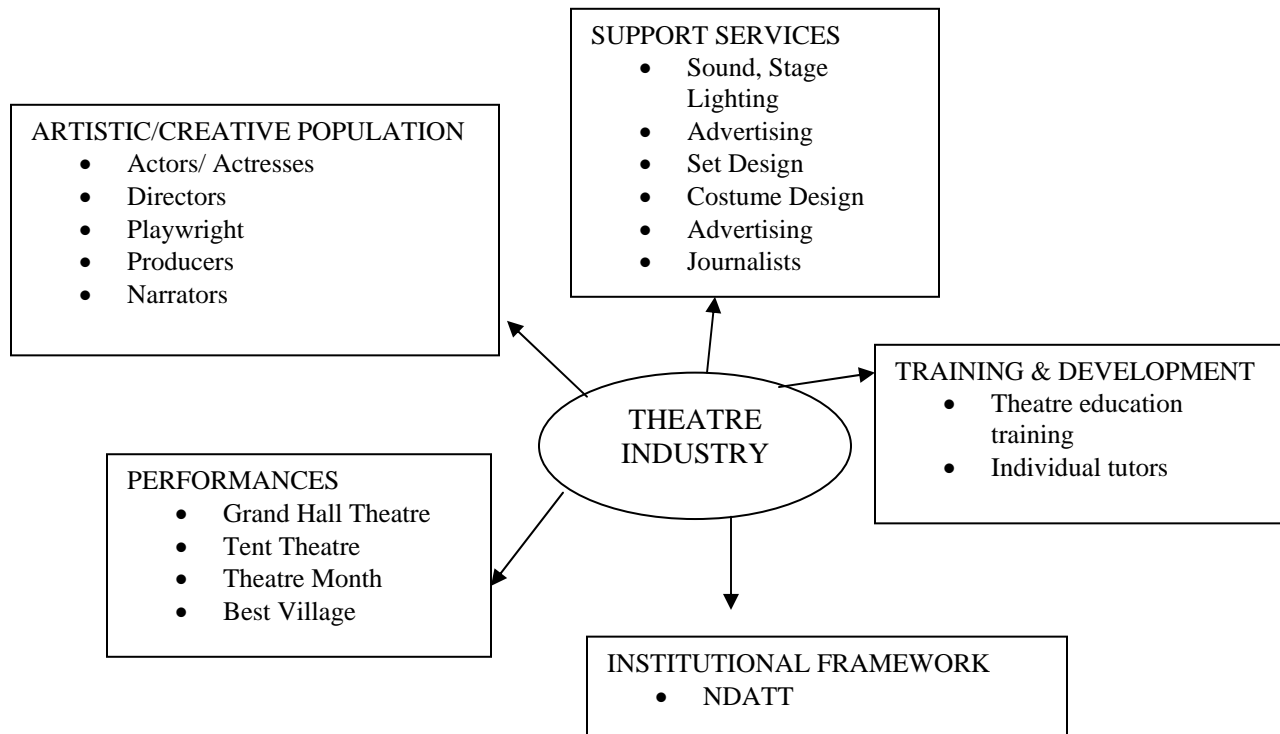 SUPPORT SERVICES
• Sound, Stage
Lighting
• Advertising
• Set Design
• Costume Design
• Advertising
• Journalists
ARTISTIC/CREATIVE POPULATION
• Actors/ Actresses
• Directors
• Playwright
• Producers
• Narrators
TRAINING & DEVELOPMENT
• Theatre education
training
• Individual tutors
THEATRE
INDUSTRY
PERFORMANCES
• Grand Hall Theatre
• Tent Theatre
• Theatre Month
• Best Village
INSTITUTIONAL FRAMEWORK
• NDATT